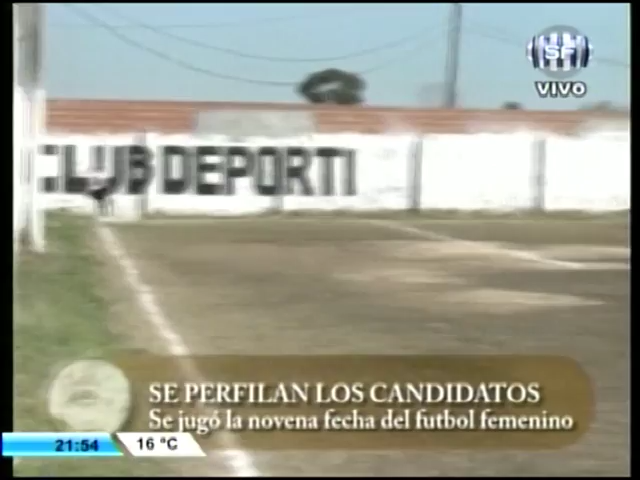 SF
VIVO
CLUB DEPORTI
SE PERFILAN LOS CANDIDATOS
Se jugó la novena fecha del futbol femenino
21:54 16 ºC